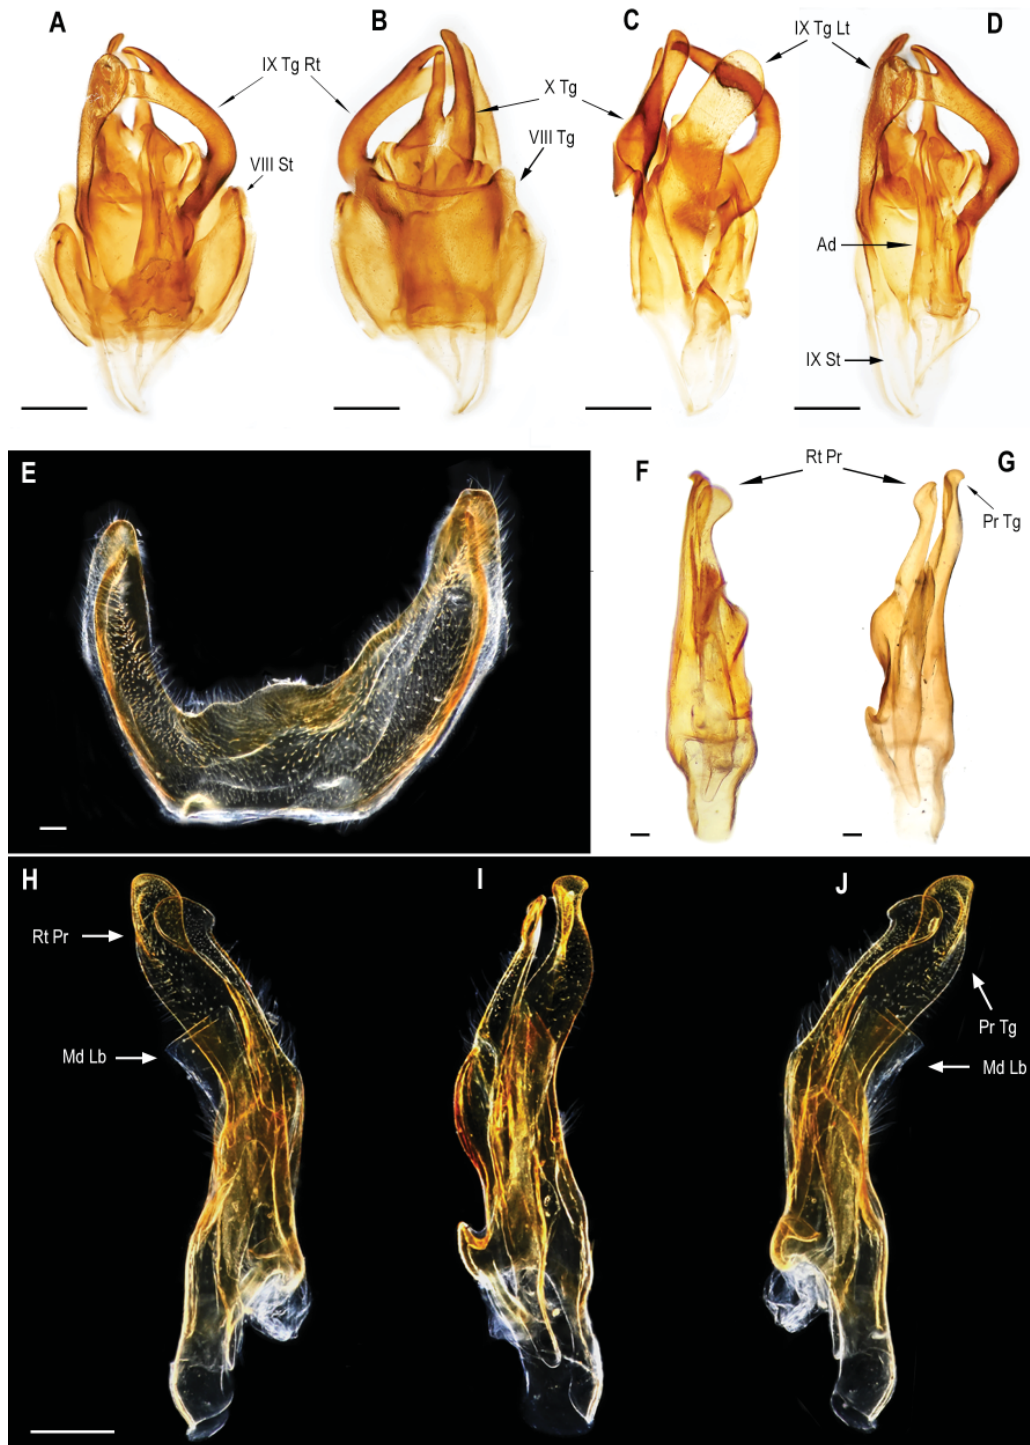 A
B
C
D
IX Tg Rt
X Tg
IX Tg Lt
VIII St
VIII Tg
Ad
IX St
E
F
G
Rt Pr
Pr Tg
H
I
J
Rt Pr
Md Lb
Pr Tg
Md Lb